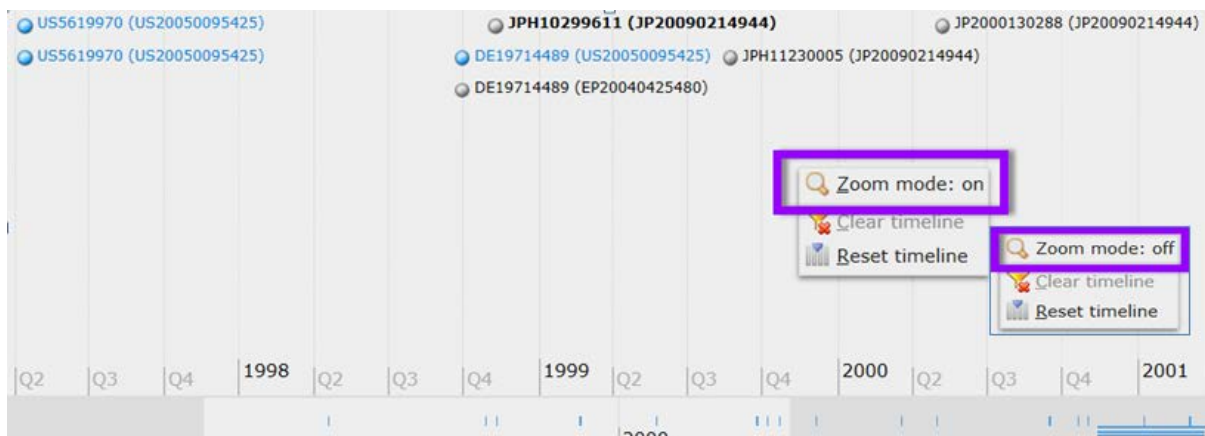 US5619970 (US20050095425) JPH10299611 (JP20090214944) JP2000130288 (JP20090214944)
US5619970 (US20050095425) DE19714489 (US20050095425) JPH11230005 (JP20090214944)
DE19714489 (EP20040425480)
Zoom mode: on
Clear timeline
Reset timeline
Zoom mode: off
Clear timeline
Reset timeline
Q2 Q3 Q4 1998 Q2 Q3 Q4 1999 Q2 Q3 Q4 2000 Q2 Q3 Q4 2001
2000